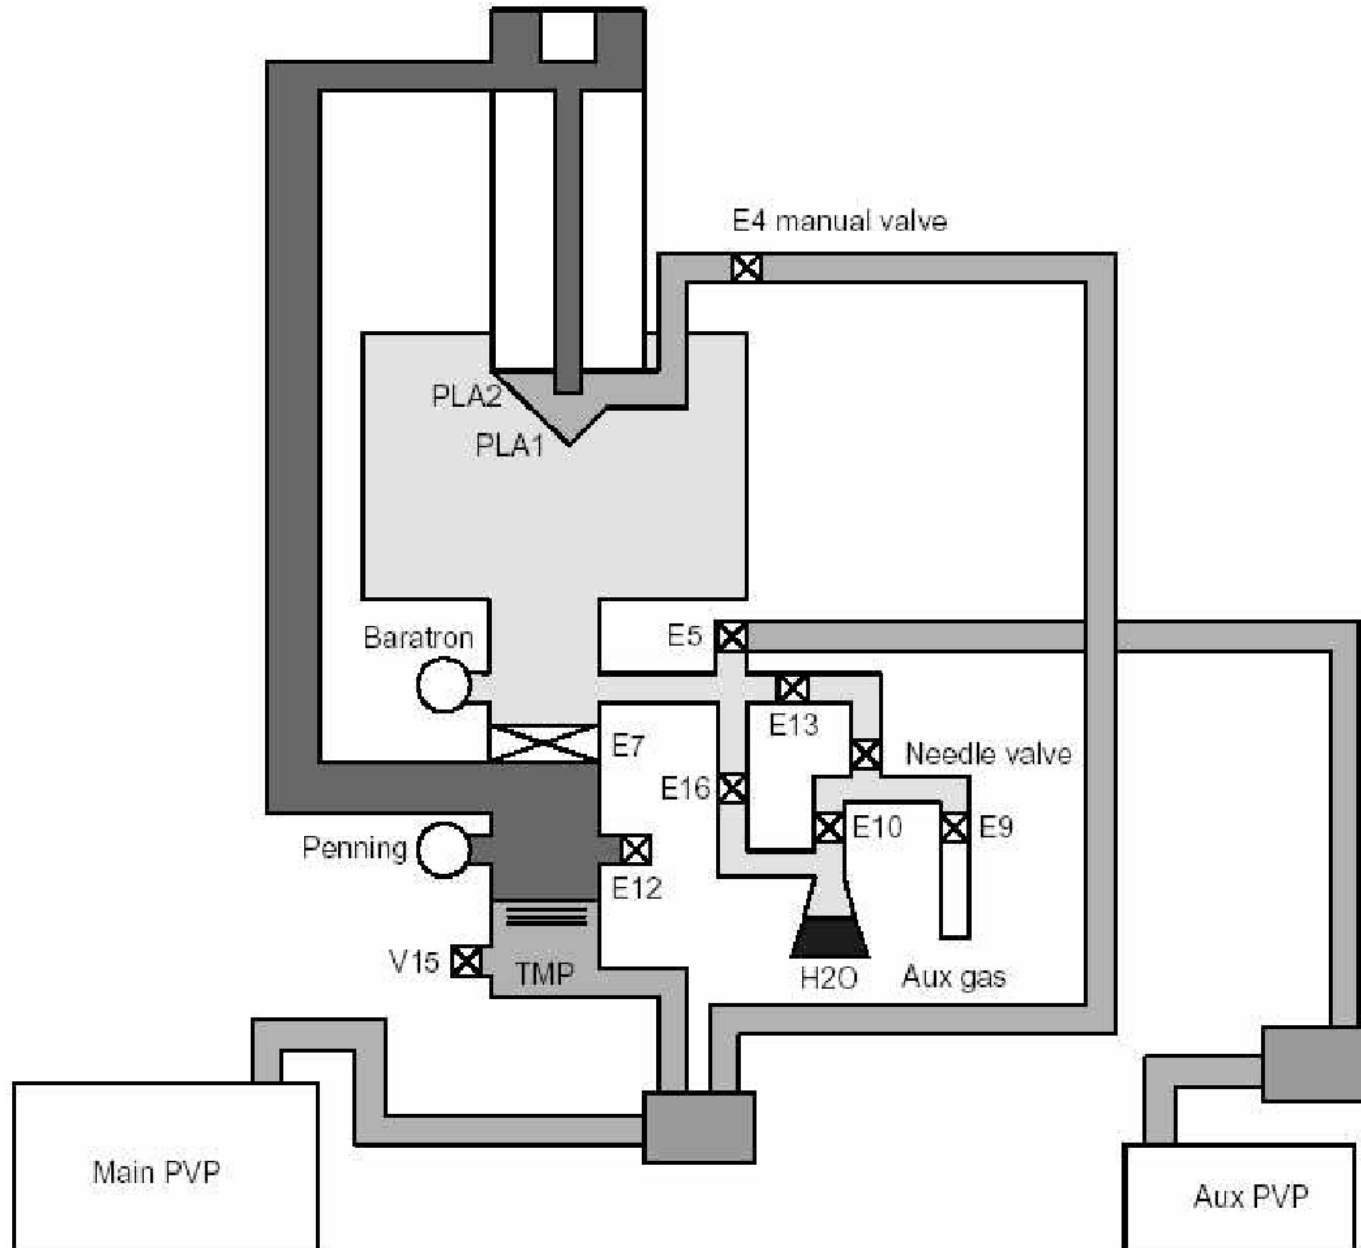 E4 manual valve
PLA2
PLA1
Baratron
E5
E13
E7
Needle valve
E16
E10
E9
Penning
E12
V15
TMP
H2O
Aux gas
Main PVP
Aux PVP